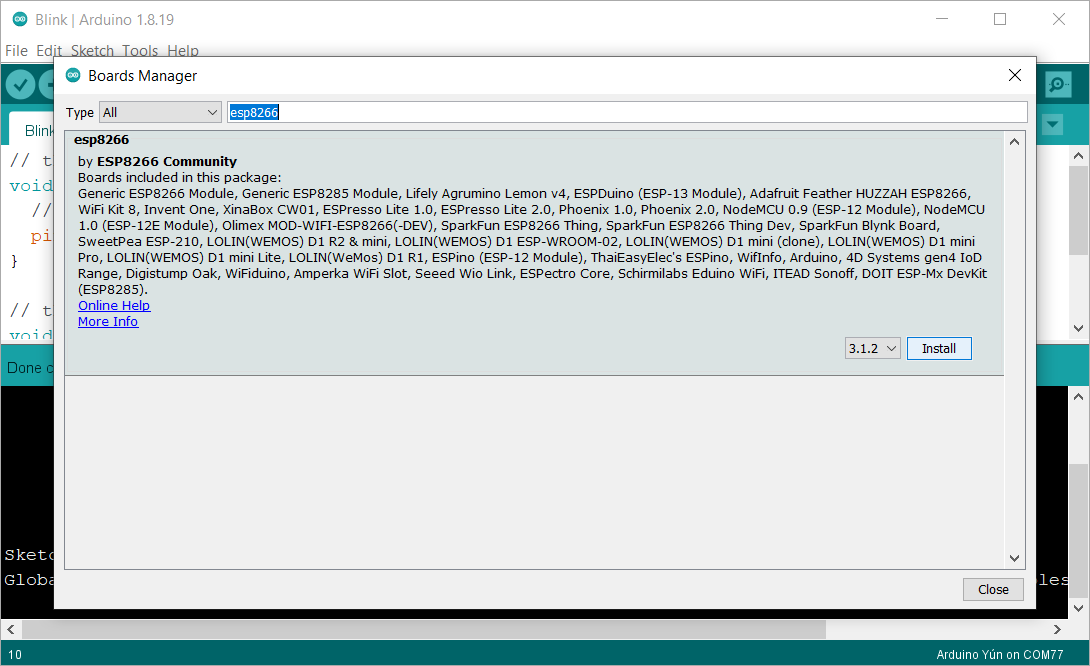 Blink | Arduino 1.8.19
File Edit Sketch Tools Help
Boards Manager
Type All esp8266
Blink
esp8266
by ESP8266 Community
Boards included in this package:
Generic ESP8266 Module, Generic ESP8285 Module, Lifely Agrumino Lemon v4, ESPDuino (ESP-13 Module), Adafruit Feather HUZZAH ESP8266,
WiFi Kit 8, Invent One, XinaBox CW01, ESPresso Lite 1.0, ESPresso Lite 2.0, Phoenix 1.0, Phoenix 2.0, NodeMCU 0.9 (ESP-12 Module), NodeMCU
1.0 (ESP-12E Module), Olimex MOD-WIFI-ESP8266(-DEV), SparkFun ESP8266 Thing, SparkFun ESP8266 Thing Dev, SparkFun Blynk Board,
SweetPea ESP-210, LOLIN(WEMOS) D1 R2 & mini, LOLIN(WEMOS) D1 ESP-WROOM-02, LOLIN(WEMOS) D1 mini (clone), LOLIN(WEMOS) D1 mini
Pro, LOLIN(WEMOS) D1 mini Lite, LOLIN(WeMos) D1 R1, ESPino (ESP-12 Module), ThaiEasyElec's ESPino, WifInfo, Arduino, 4D Systems gen4 IoD
Range, Digistump Oak, WiFiduino, Amperka WiFi Slot, Seeed Wio Link, ESPectro Core, Schirmilabs Eduino WiFi, ITEAD Sonoff, DOIT ESP-Mx DevKit
(ESP8285).
Online Help
More Info
3.1.2 Install
// t
void
//
pi
}
// t
void
Done c
Sketc
Globa
bles
Close
10
Arduino Yún on COM77